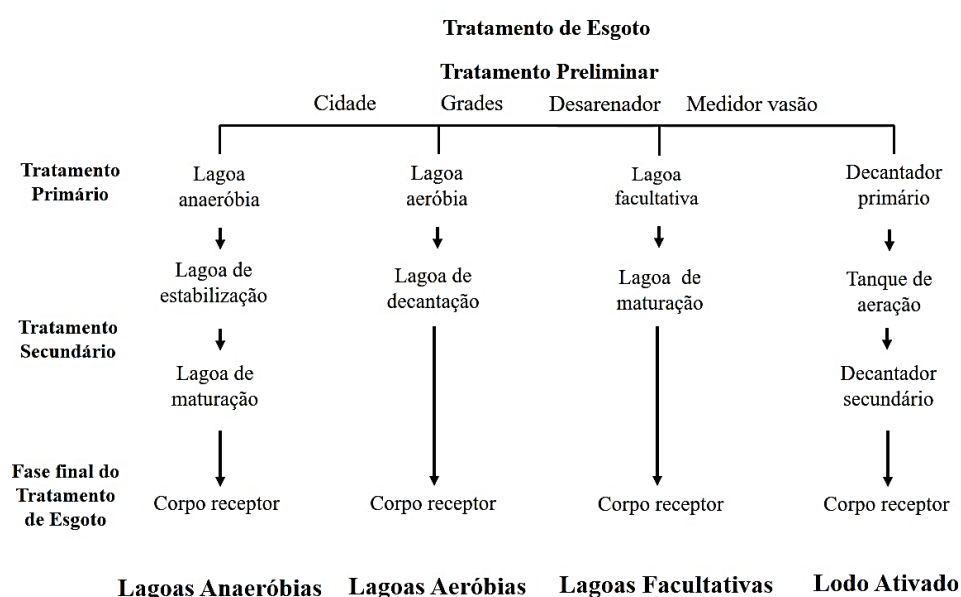 Tratamento de Esgoto
Tratamento Preliminar
Cidade Grades Desarenador Medidor vasão
Tratamento
Primário
Lagoa
anaeróbia
Lagoa
aeróbia
Lagoa
facultativa
Decantador
primário
Tratamento
Secundário
Lagoa de
estabilização
Lagoa de
decantação
Lagoa de
maturação
Tanque de
aeração
Lagoa de
maturação
Decantador
secundário
Fase final do
Tratamento
de Esgoto
Corpo receptor
Corpo receptor
Corpo receptor
Corpo receptor
Lagoas Anaeróbias
Lagoas Aeróbias
Lagoas Facultativas
Lodo Ativado